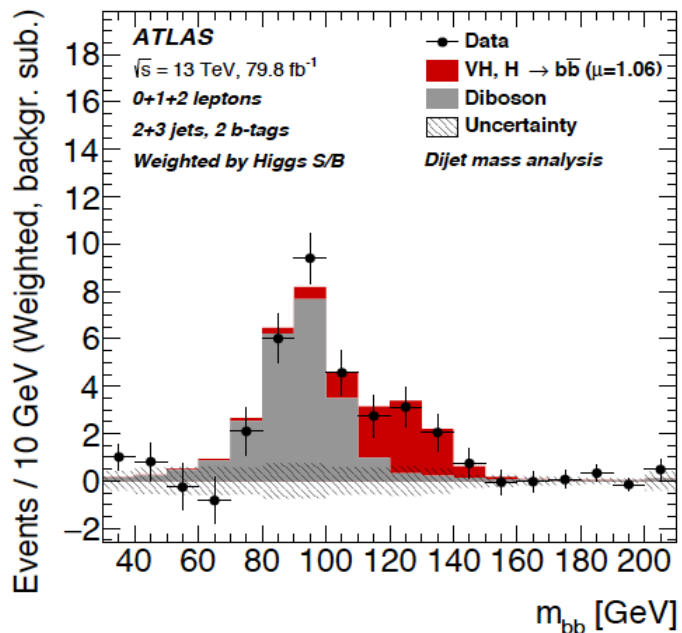 Events / 10 GeV (Weighted, backgr. sub.)
18
16
14
12
10
8
6
4
2
0
−2
ATLAS
√s = 13 TeV, 79.8 fb⁻¹
0+1+2 leptons
2+3 jets, 2 b-tags
Weighted by Higgs S/B
Data
VH, H → bb̅ (μ=1.06)
Diboson
Uncertainty
Dijet mass analysis
40 60 80 100 120 140 160 180 200
m_bb [GeV]